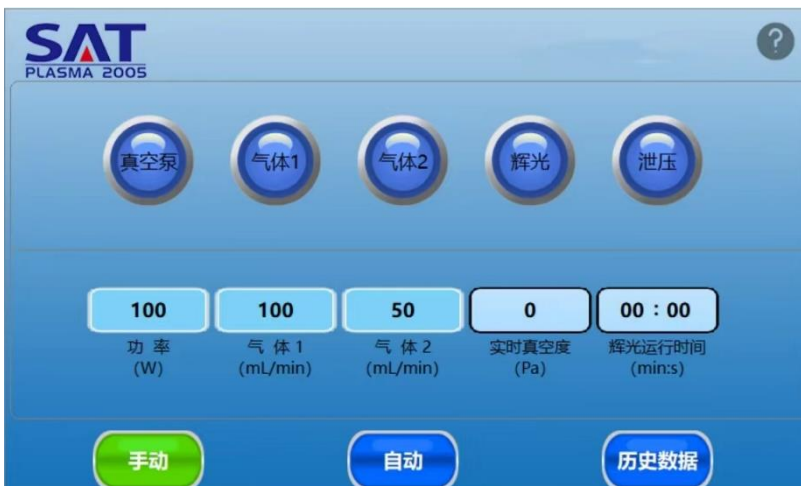 SAT
PLASMA 2005
?
真空泵 气体1 气体2 辉光 泄压
100 100 50 0 00：00
功 率 气 体 1 气 体 2 实时真空度 辉光运行时间
(W) (mL/min) (mL/min) (Pa) (min:s)
手动 自动 历史数据